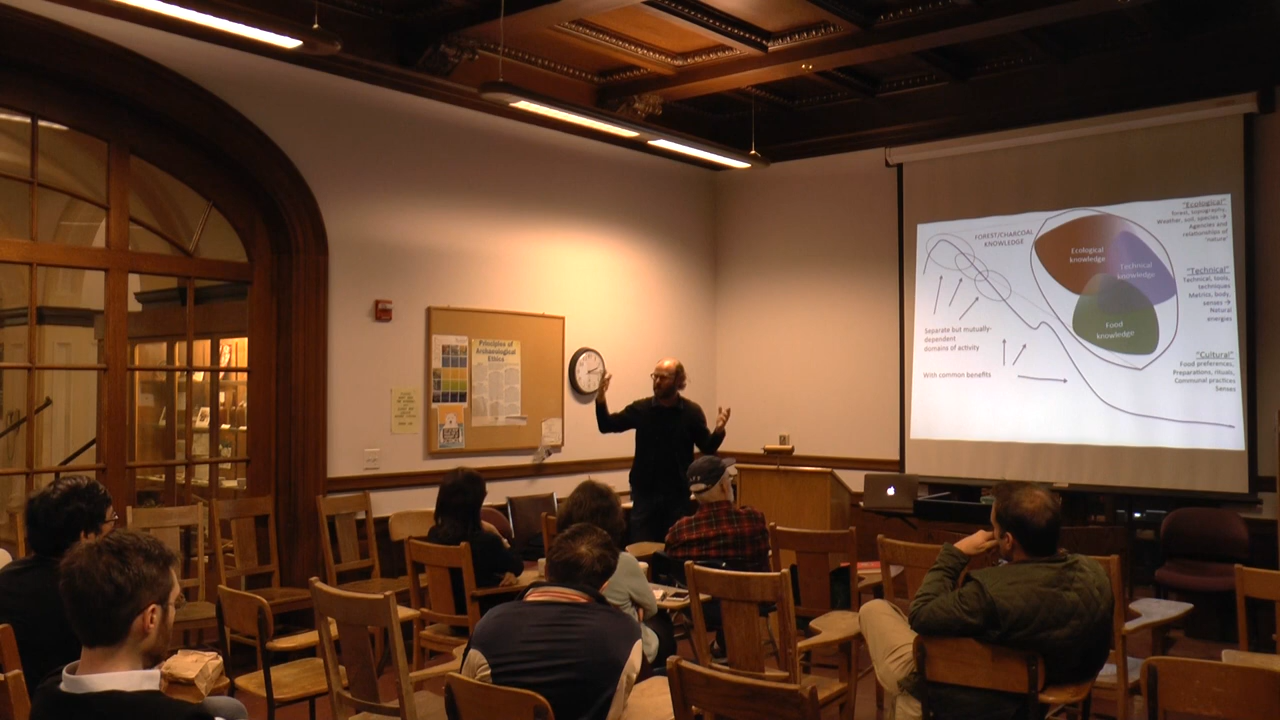 Principles of
Archaeological
Ethics
FOREST/CHARCOAL
KNOWLEDGE
Ecological
knowledge
Technical
knowledge
Food
knowledge
Separate but mutually-
dependent
domains of activity
With common benefits
"Ecological"
forest, topography,
Weather, soil, species →
Agencies and
relationships of
'nature'
"Technical"
Technical, tools,
techniques
Metrics, body,
senses →
Natural
energies
"Cultural"
Food preferences,
Preparations, rituals,
Communal practices
Senses